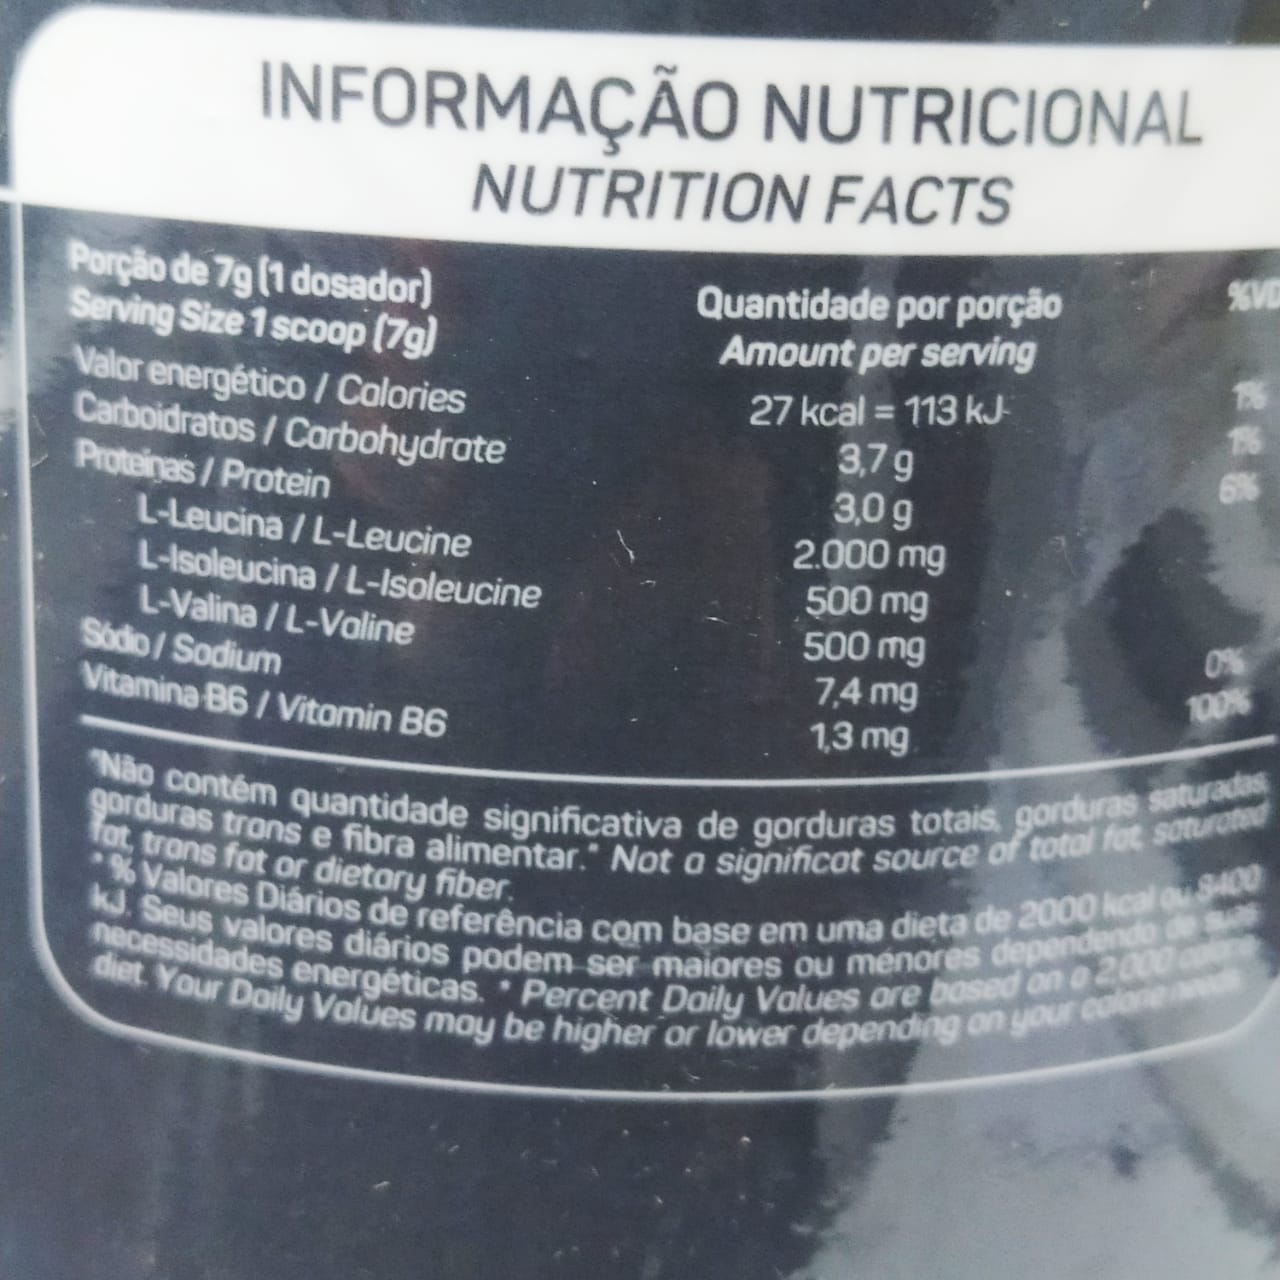 INFORMAÇÃO NUTRICIONAL
NUTRITION FACTS
Porção de 7g (1 dosador)
Serving Size 1 scoop (7g)
Quantidade por porção
Amount per serving
%VD
Valor energético / Calories 27 kcal = 113 kJ 1%
Carboidratos / Carbohydrate 3,7 g 1%
Proteínas / Protein 3,0 g 6%
L-Leucina / L-Leucine 2.000 mg
L-Isoleucina / L-Isoleucine 500 mg
L-Valina / L-Valine 500 mg
Sódio / Sodium 7,4 mg 0%
Vitamina B6 / Vitamin B6 1,3 mg 100%
"Não contém quantidade significativa de gorduras totais, gorduras saturadas,
gorduras trans e fibra alimentar." Not a significat source of total fat, saturated
fat, trans fat or dietary fiber.
* % Valores Diários de referência com base em uma dieta de 2000 kcal ou 8400
kJ. Seus valores diários podem ser maiores ou menores dependendo de suas
necessidades energéticas. * Percent Daily Values are based on a 2.000 calorie
diet. Your Daily Values may be higher or lower depending on your calorie needs